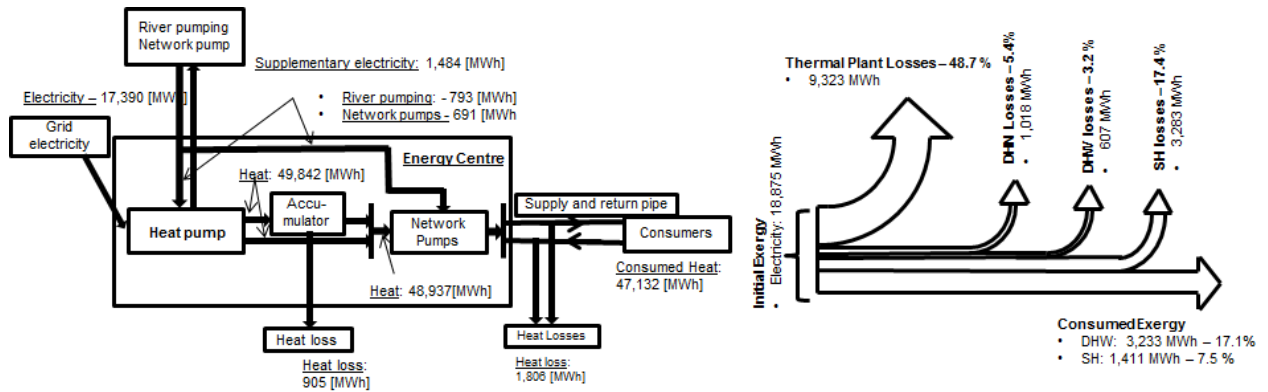 River pumping
Network pump
Supplementary electricity: 1,484 [MWh]
Electricity – 17,390 [MWh]
• River pumping: - 793 [MWh]
• Network pumps - 691 [MWh
Grid
electricity
Energy Centre
Heat: 49,842 [MWh]
Accu-
mulator
Heat pump
Network
Pumps
Supply and return pipe
Consumers
Heat: 48,937[MWh]
Consumed Heat:
47,132 [MWh]
Heat loss
Heat loss:
905 [MWh]
Heat Losses
Heat loss:
1,806 [MWh]
Thermal Plant Losses – 48.7 %
• 9,323 MWh
DHN Losses – 5.4%
• 1,018 MWh
DHW losses – 3.2 %
• 607 MWh
SH losses – 17.4 %
• 3,283 MWh
Initial Exergy
• Electricity: 18,875 MWh
Consumed Exergy
• DHW: 3,233 MWh – 17.1%
• SH: 1,411 MWh – 7.5 %